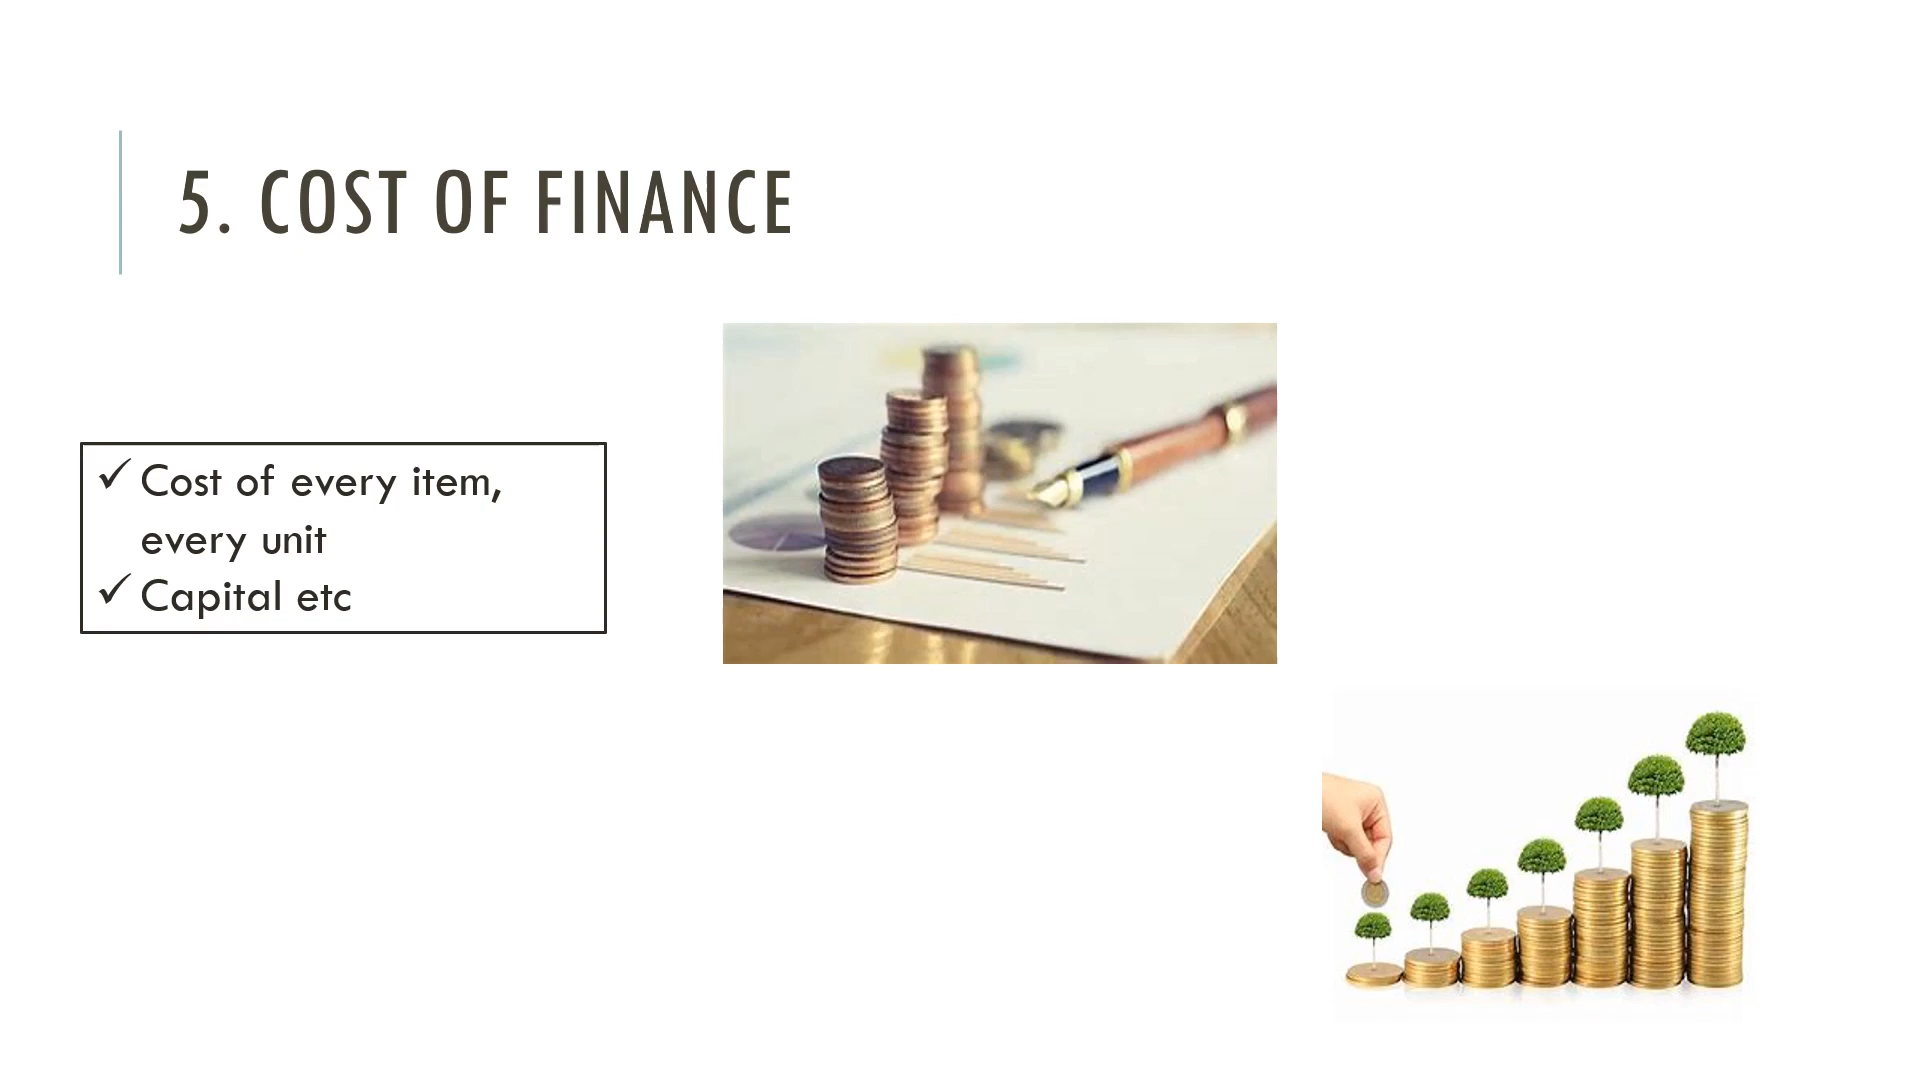 5. COST OF FINANCE
✓ Cost of every item,
every unit
✓ Capital etc